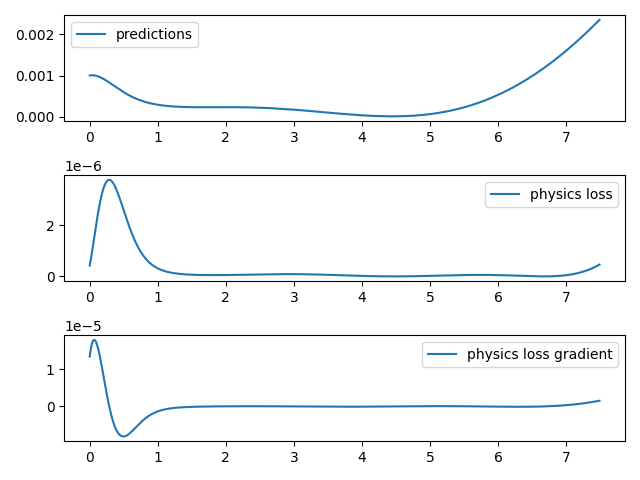 0.002
0.001
0.000
predictions
0 1 2 3 4 5 6 7
1e−6
2
0
physics loss
0 1 2 3 4 5 6 7
1e−5
1
0
physics loss gradient
0 1 2 3 4 5 6 7